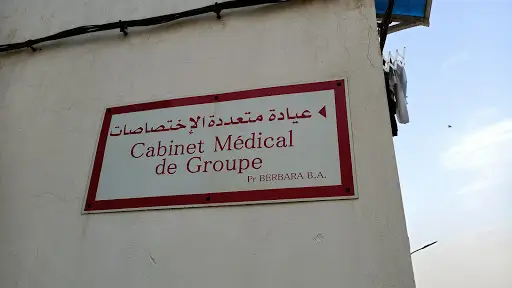 عيادة متعددة الإختصاصات
Cabinet Médical
de Groupe
Pr BERBARA B.A.